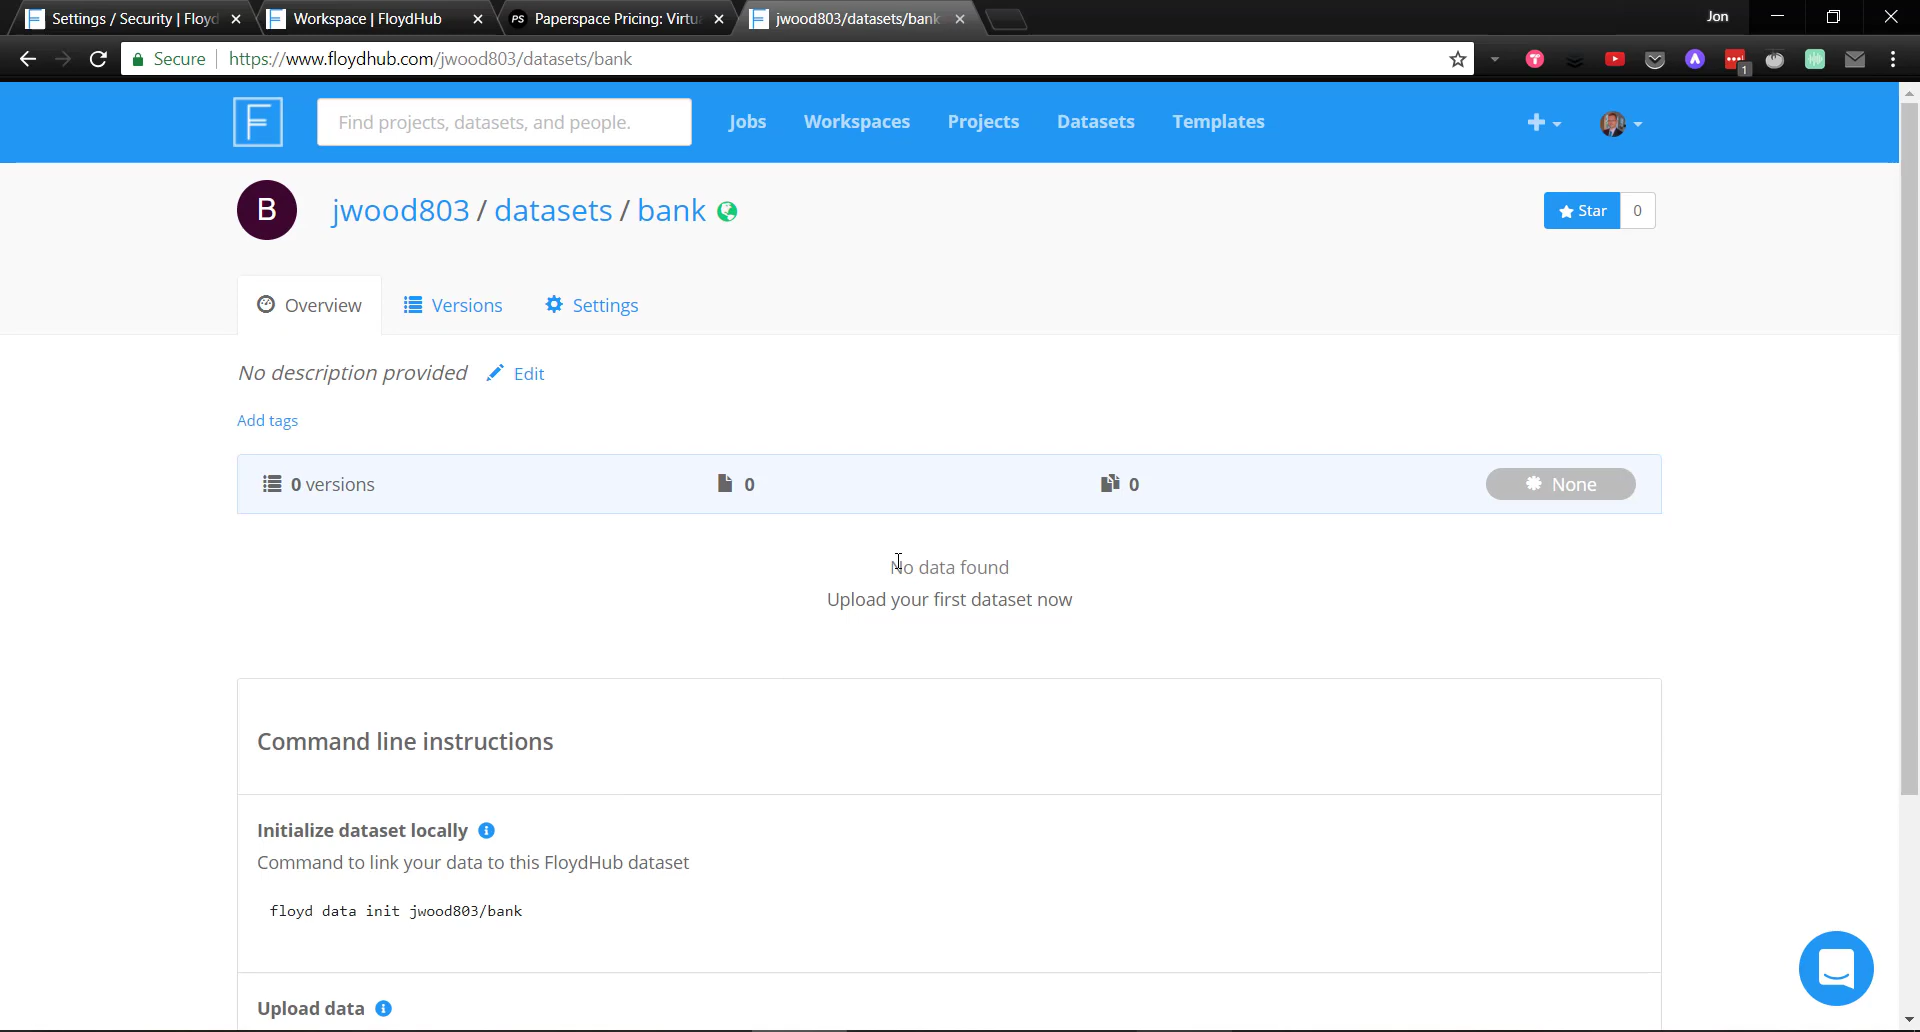 Settings / Security | Floyd
Workspace | FloydHub
PS Paperspace Pricing: Virtu
jwood803/datasets/bank
Jon
Secure https://www.floydhub.com/jwood803/datasets/bank
1
F Find projects, datasets, and people. Jobs Workspaces Projects Datasets Templates
B jwood803 / datasets / bank
Star 0
Overview Versions Settings
No description provided Edit
Add tags
0 versions 0 0 None
No data found
Upload your first dataset now
Command line instructions
Initialize dataset locally
Command to link your data to this FloydHub dataset
floyd data init jwood803/bank
Upload data